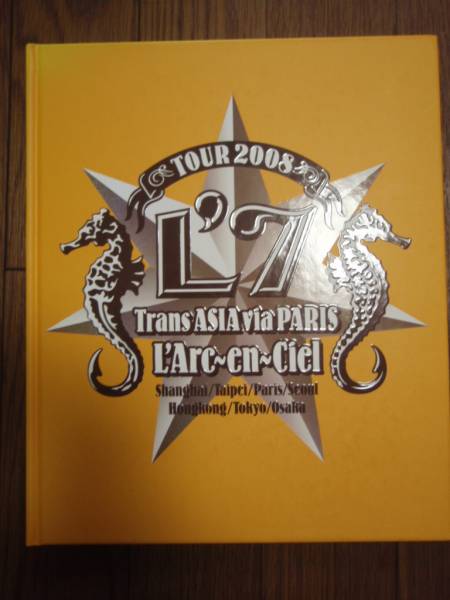 TOUR 2008
L'7
Trans ASIA via PARIS
L'Arc~en~Ciel
Shanghai/Taipei/Paris/Seoul
Hongkong/Tokyo/Osaka